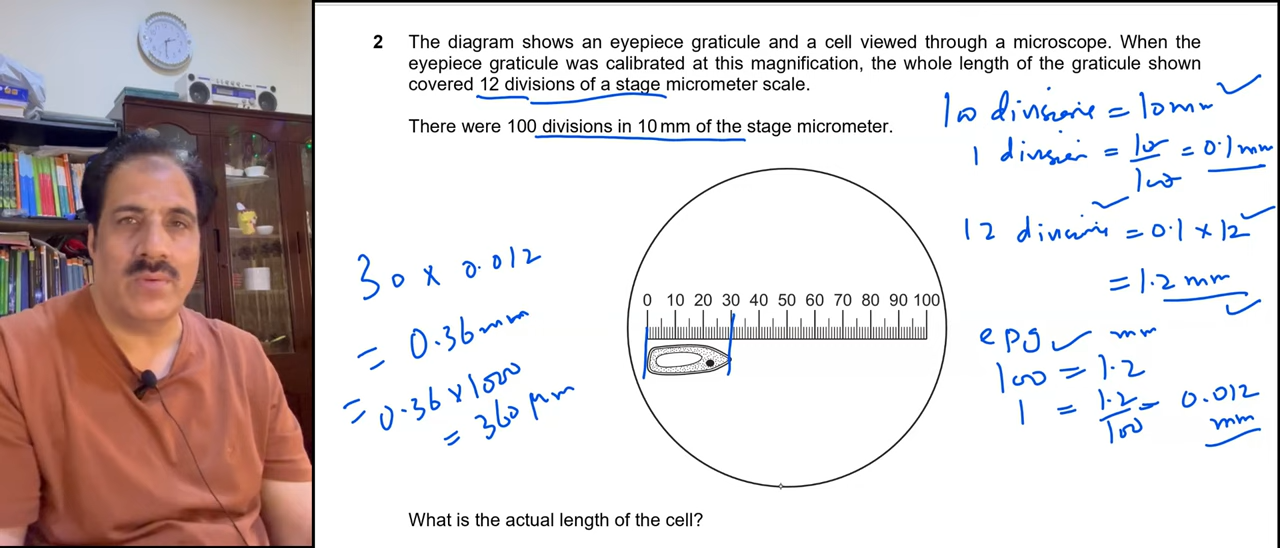 2 The diagram shows an eyepiece graticule and a cell viewed through a microscope. When the
eyepiece graticule was calibrated at this magnification, the whole length of the graticule shown
covered 12 divisions of a stage micrometer scale.
There were 100 divisions in 10 mm of the stage micrometer.
100 divisions = 10mm
1 division = 10/100 = 0.1mm
12 divisions = 0.1 x 12
= 1.2 mm
30 x 0.012
= 0.36mm
= 0.36 x 1000
= 360 μm
0 10 20 30 40 50 60 70 80 90 100
epg mm
100 = 1.2
1 = 1.2/100 = 0.012
mm
What is the actual length of the cell?